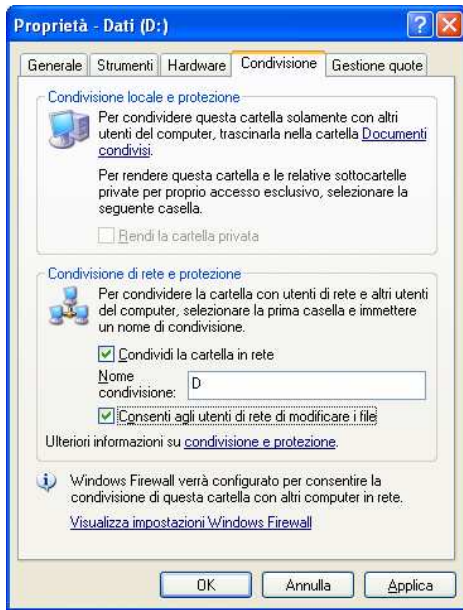 Proprietà - Dati (D:)
Generale Strumenti Hardware Condivisione Gestione quote
Condivisione locale e protezione
Per condividere questa cartella solamente con altri
utenti del computer, trascinarla nella cartella Documenti
condivisi.
Per rendere questa cartella e le relative sottocartelle
private per proprio accesso esclusivo, selezionare la
seguente casella.
Rendi la cartella privata
Condivisione di rete e protezione
Per condividere la cartella con utenti di rete e altri utenti
del computer, selezionare la prima casella e immettere
un nome di condivisione.
Condividi la cartella in rete
Nome
condivisione: D
Consenti agli utenti di rete di modificare i file
Ulteriori informazioni su condivisione e protezione.
Windows Firewall verrà configurato per consentire la
condivisione di questa cartella con altri computer in rete.
Visualizza impostazioni Windows Firewall
OK Annulla Applica